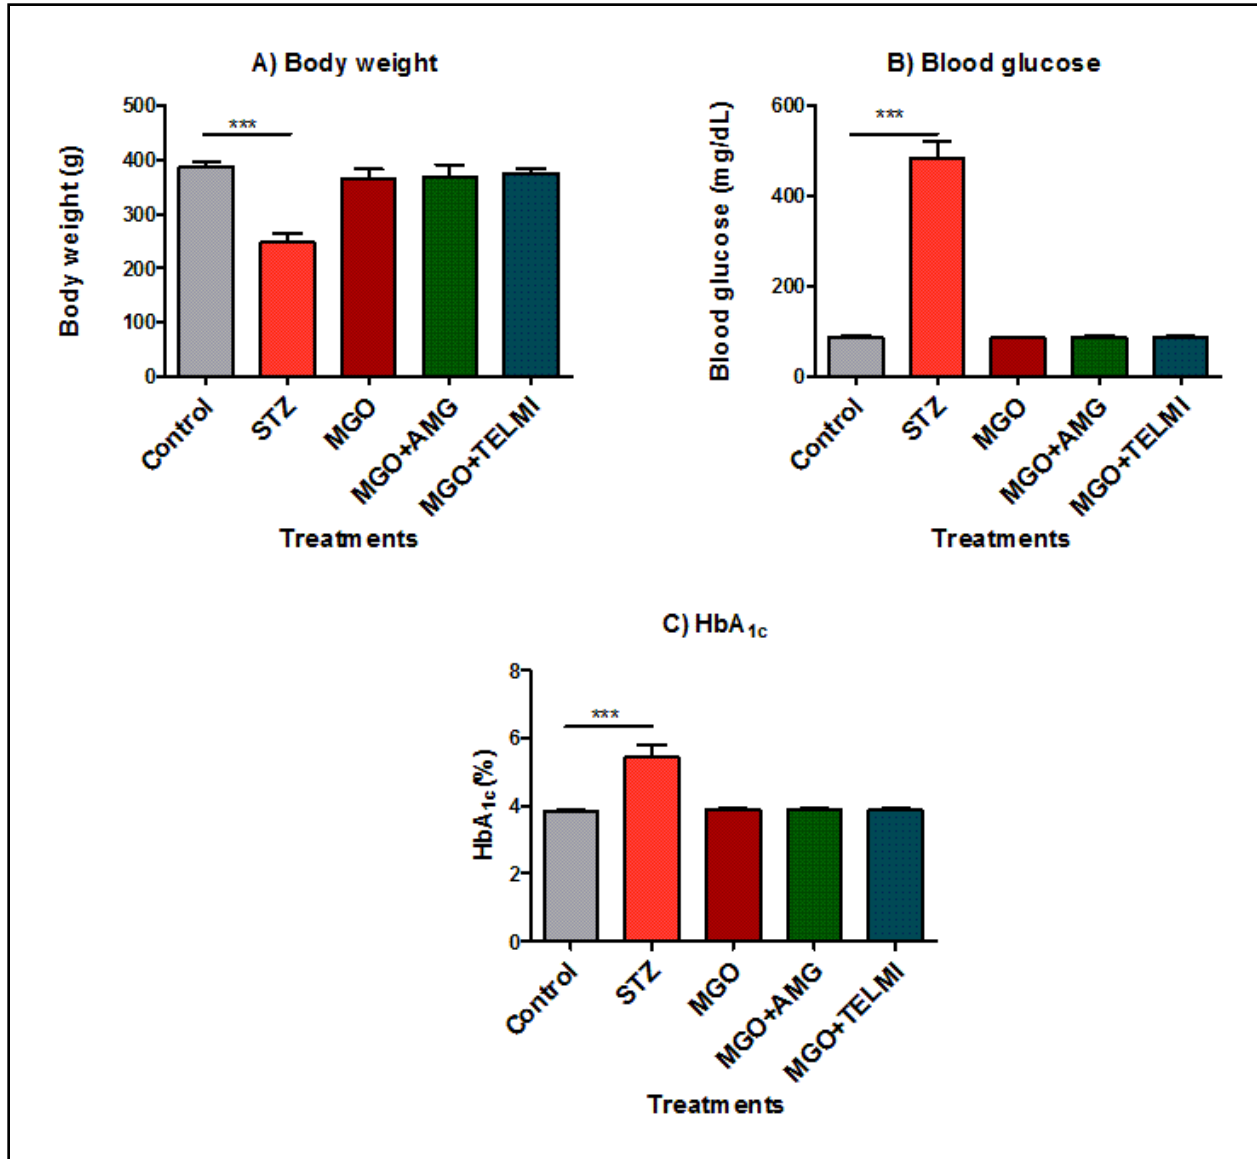 A) Body weight
Body weight (g)
500
400
300
200
100
0
***
Control
STZ
MGO
MGO+AMG
MGO+TELMI
Treatments
B) Blood glucose
Blood glucose (mg/dL)
600
400
200
0
***
Control
STZ
MGO
MGO+AMG
MGO+TELMI
Treatments
C) HbA1c
HbA1c(%)
8
6
4
2
0
***
Control
STZ
MGO
MGO+AMG
MGO+TELMI
Treatments